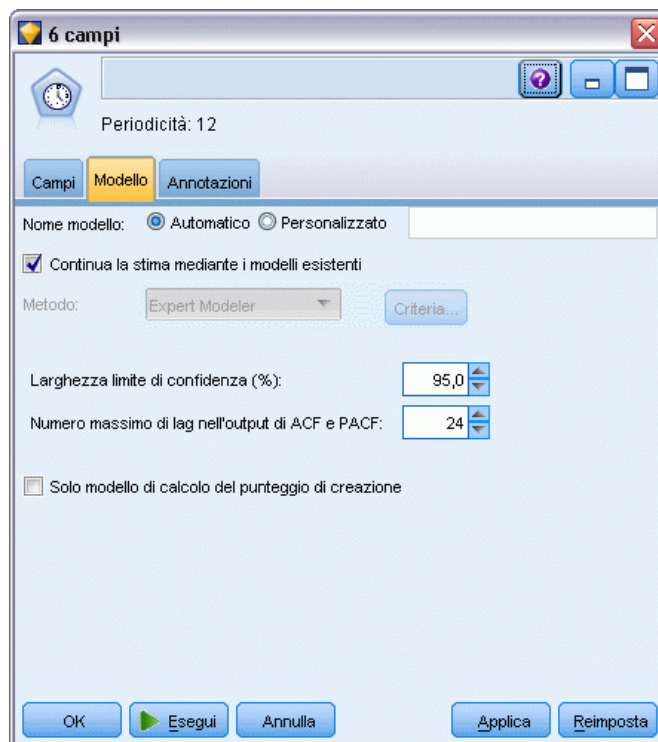 6 campi
Periodicità: 12
Campi Modello Annotazioni
Nome modello: Automatico Personalizzato
Continua la stima mediante i modelli esistenti
Metodo: Expert Modeler Criteria...
Larghezza limite di confidenza (%): 95,0
Numero massimo di lag nell'output di ACF e PACF: 24
Solo modello di calcolo del punteggio di creazione
OK Esegui Annulla Applica Reimposta